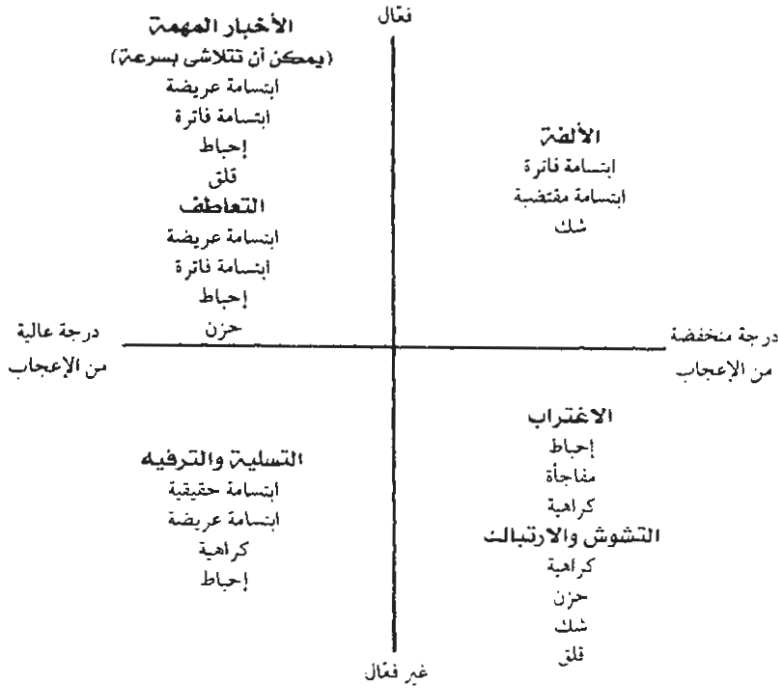 فعّال
الألفة
ابتسامة فاترة
ابتسامة مقتضبة
شك
الأخبار المهمة
(يمكن أن تتلاشى بسرعة)
ابتسامة عريضة
ابتسامة فاترة
إحباط
قلق
التعاطف
ابتسامة عريضة
ابتسامة فاترة
إحباط
حزن
درجة منخفضة
من الإعجاب
درجة عالية
من الإعجاب
الاغتراب
إحباط
مفاجأة
كراهية
التشوش والارتباك
كراهية
حزن
شك
قلق
التسلية والترفيه
ابتسامة حقيقية
ابتسامة عريضة
كراهية
إحباط
غير فعّال